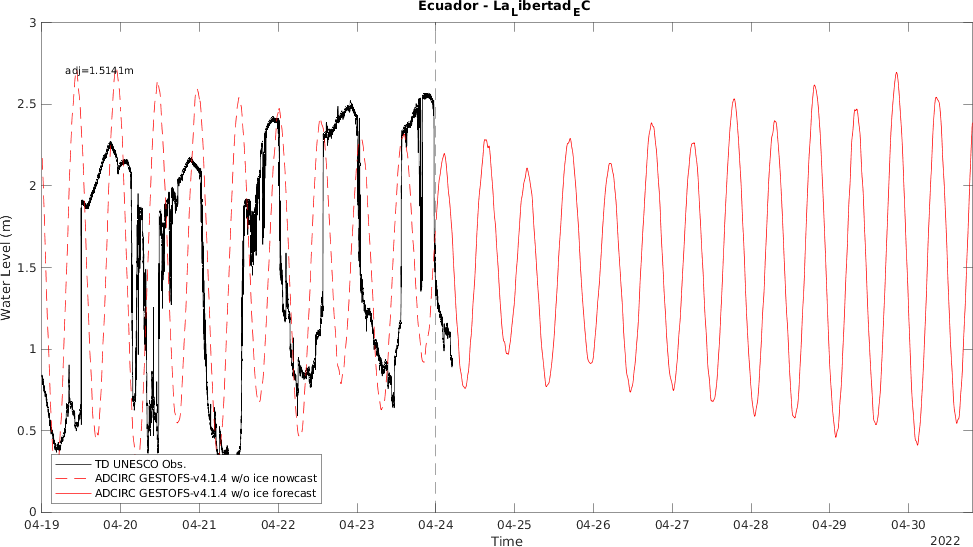 Ecuador - LaLibertadEC
adj=1.5141m
Water Level (m)
3
2.5
2
1.5
1
0.5
0
TD UNESCO Obs.
ADCIRC GESTOFS-v4.1.4 w/o ice nowcast
ADCIRC GESTOFS-v4.1.4 w/o ice forecast
04-19 04-20 04-21 04-22 04-23 04-24 04-25 04-26 04-27 04-28 04-29 04-30
Time
2022